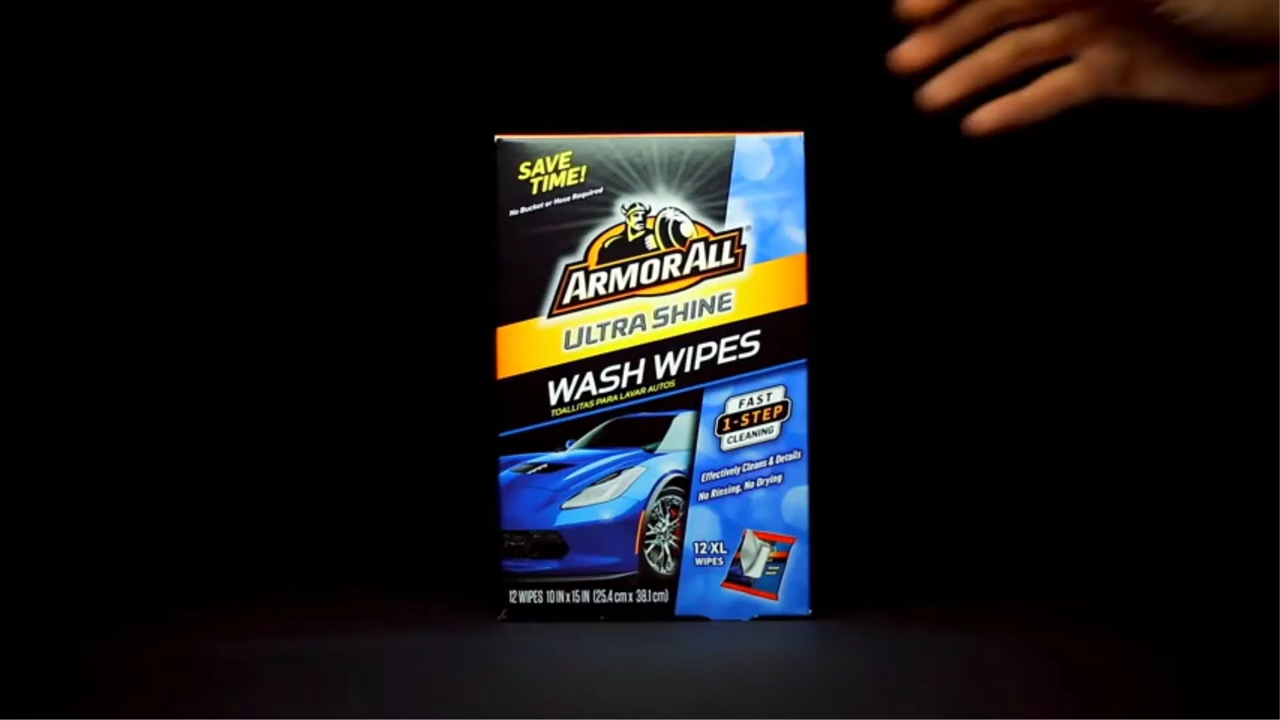 SAVE
TIME!
No Bucket or Hose Required
ARMOR ALL
ULTRA SHINE
WASH WIPES
TOALLITAS PARA LAVAR AUTOS
FAST
1-STEP
CLEANING
Effectively Cleans & Details
No Rinsing, No Drying
12 XL
WIPES
12 WIPES 10 IN x 15 IN (25.4 cm x 38.1 cm)